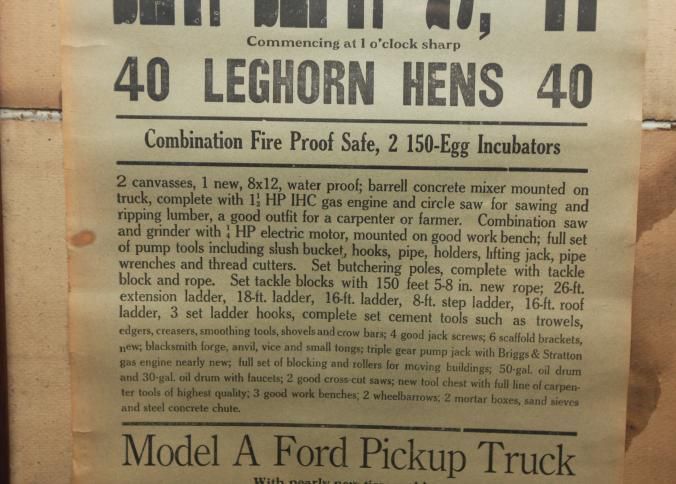 Commencing at 1 o'clock sharp
40 LEGHORN HENS 40
Combination Fire Proof Safe, 2 150-Egg Incubators
2 canvasses, 1 new, 8x12, water proof; barrell concrete mixer mounted on
truck, complete with 1½ HP IHC gas engine and circle saw for sawing and
ripping lumber, a good outfit for a carpenter or farmer. Combination saw
and grinder with ¼ HP electric motor, mounted on good work bench; full set
of pump tools including slush bucket, hooks, pipe, holders, lifting jack, pipe
wrenches and thread cutters. Set butchering poles, complete with tackle
block and rope. Set tackle blocks with 150 feet 5-8 in. new rope; 26-ft.
extension ladder, 18-ft. ladder, 16-ft. ladder, 8-ft. step ladder, 16-ft. roof
ladder, 3 set ladder hooks, complete set cement tools such as trowels,
edgers, creasers, smoothing tools, shovels and crow bars; 4 good jack screws; 6 scaffold brackets,
new; blacksmith forge, anvil, vice and small tongs; triple gear pump jack with Briggs & Stratton
gas engine nearly new; full set of blocking and rollers for moving buildings; 50-gal. oil drum
and 30-gal. oil drum with faucets; 2 good cross-cut saws; new tool chest with full line of carpen-
ter tools of highest quality; 3 good work benches; 2 wheelbarrows; 2 mortar boxes, sand sieves
and steel concrete chute.
Model A Ford Pickup Truck
With nearly new